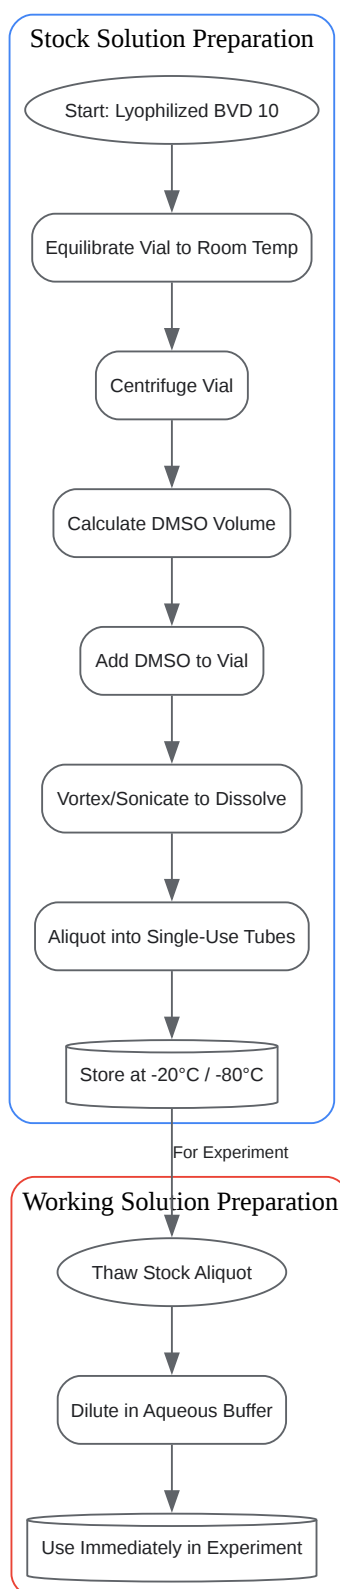 Stock Solution Preparation
Start: Lyophilized BVD 10
Equilibrate Vial to Room Temp
Centrifuge Vial
Calculate DMSO Volume
Add DMSO to Vial
Vortex/Sonicate to Dissolve
Aliquot into Single-Use Tubes
Store at -20°C / -80°C
For Experiment
Working Solution Preparation
Thaw Stock Aliquot
Dilute in Aqueous Buffer
Use Immediately in Experiment